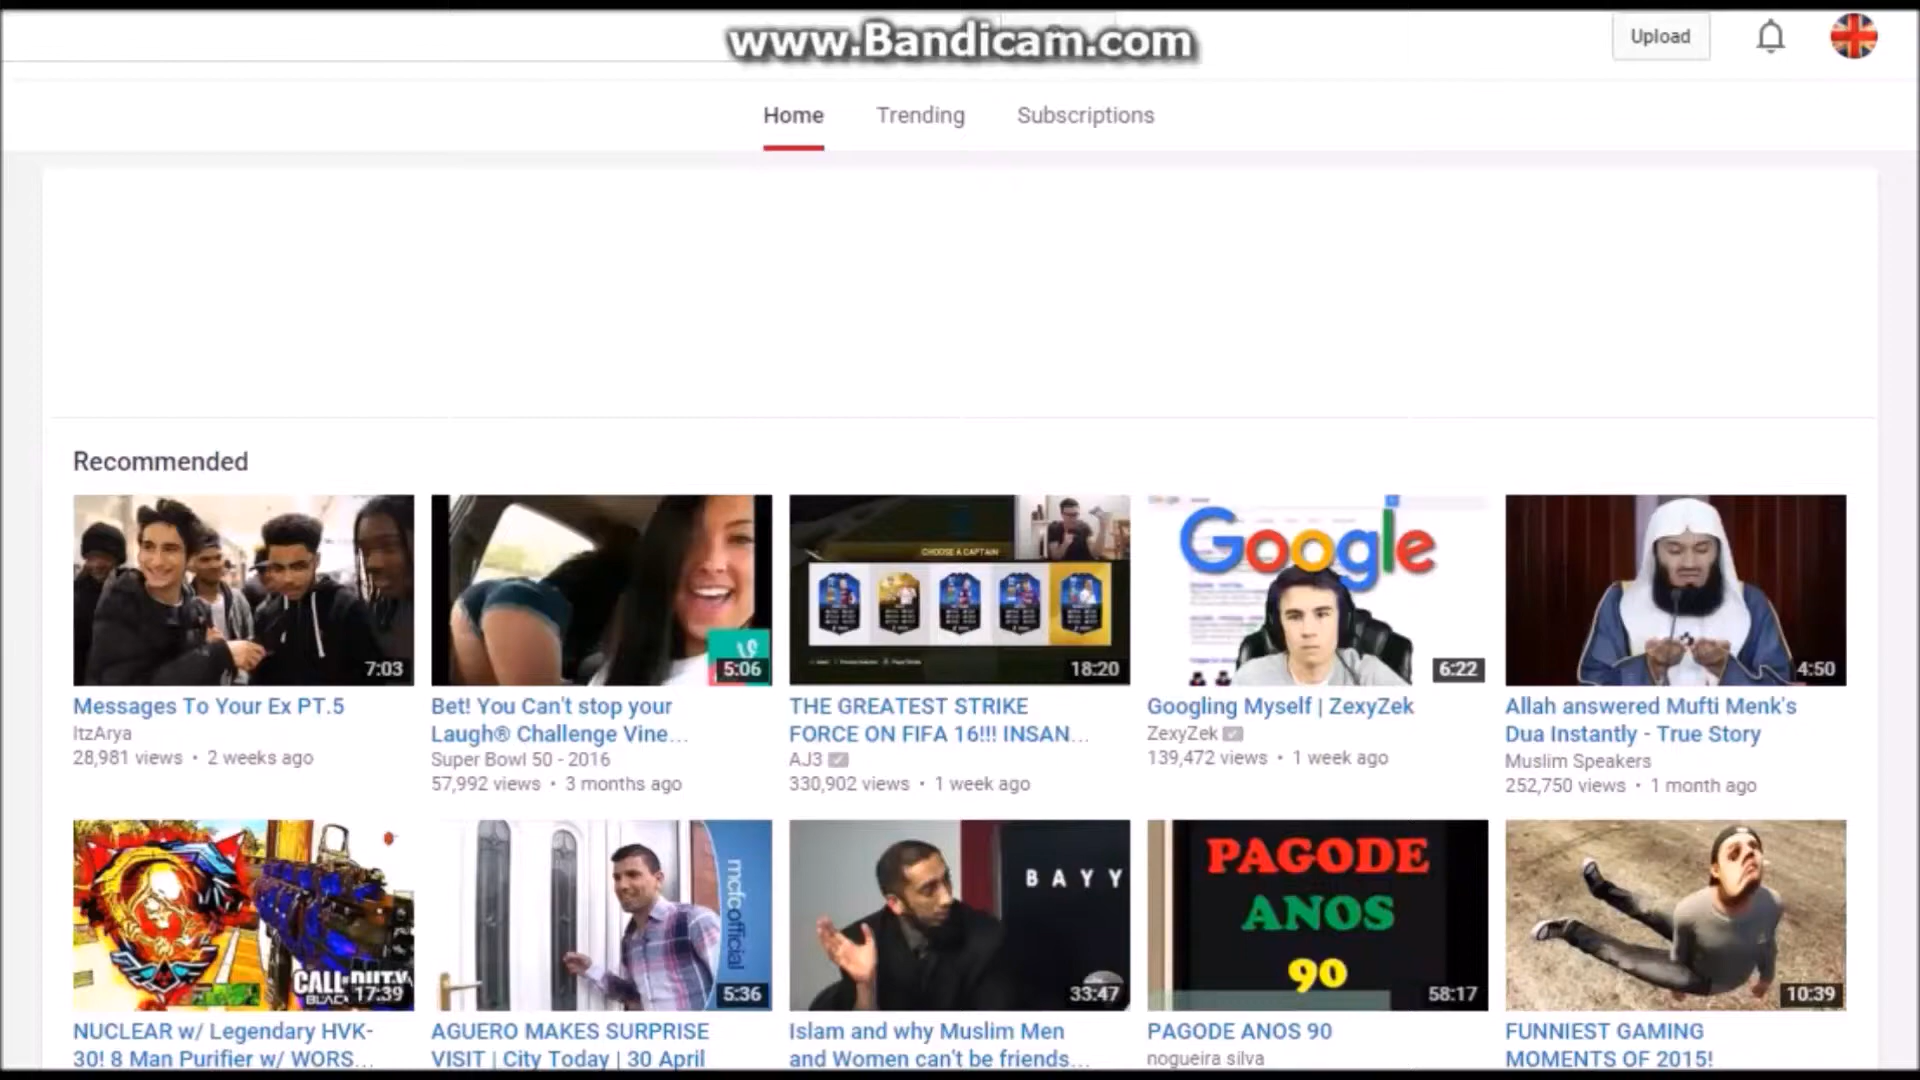 www.Bandicam.com
Upload
Home Trending Subscriptions
Recommended
CHOOSE A CAPTAIN
Google
7:03 5:06 18:20 6:22 4:50
Messages To Your Ex PT.5
ItzArya
28,981 views • 2 weeks ago
Bet! You Can't stop your
Laugh® Challenge Vine...
Super Bowl 50 - 2016
57,992 views • 3 months ago
THE GREATEST STRIKE
FORCE ON FIFA 16!!! INSAN...
AJ3
330,902 views • 1 week ago
Googling Myself | ZexyZek
ZexyZek
139,472 views • 1 week ago
Allah answered Mufti Menk's
Dua Instantly - True Story
Muslim Speakers
252,750 views • 1 month ago
CALL OF DUTY
BLACK
17:39
mcfcofficial
5:36
BAYY
33:47
PAGODE
ANOS
90
58:17
10:39
NUCLEAR w/ Legendary HVK-
30! 8 Man Purifier w/ WORS...
AGUERO MAKES SURPRISE
VISIT | City Today | 30 April
Islam and why Muslim Men
and Women can't be friends...
PAGODE ANOS 90
nogueira silva
FUNNIEST GAMING
MOMENTS OF 2015!